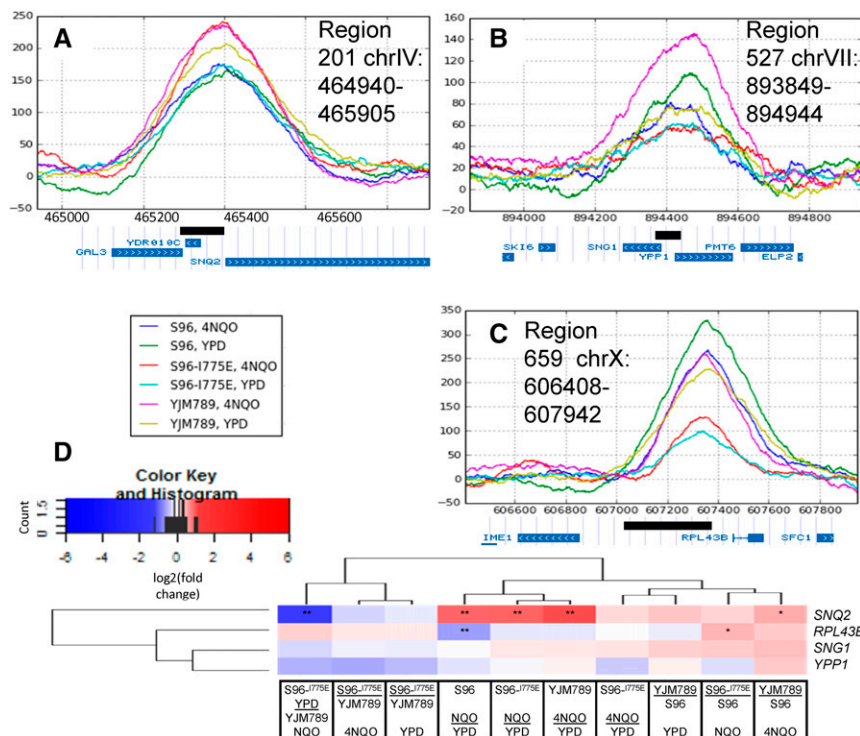 A
Region
201 chrIV:
464940-
465905
250
200
150
100
50
0
−50
465000
465200
465400
465600
YDR010C
GAL3
SNQ2
B
Region
527 chrVII:
893849-
894944
160
140
120
100
80
60
40
20
0
−20
894000
894200
894400
894600
894800
SKI6
SNG1
PMT6
YPP1
ELP2
S96, 4NQO
S96, YPD
S96-I775E, 4NQO
S96-I775E, YPD
YJM789, 4NQO
YJM789, YPD
C
Region
659 chrX:
606408-
607942
350
300
250
200
150
100
50
0
−50
606600
606800
607000
607200
607400
607600
607800
IME1
RPL43B
SFC1
D
Color Key
and Histogram
Count
0
1.5
-6 -4 -2 0 2 4 6
log2(fold
change)
** ** ** ** * SNQ2
** * RPL43B
SNG1
YPP1
S96-I775E S96-I775E S96-I775E S96 S96-I775E YJM789 S96-I775E YJM789 S96-I775E YJM789
YPD YJM789 YJM789 NQO NQO 4NQO 4NQO S96 S96 S96
YJM789 YPD YPD YPD YPD
NQO 4NQO YPD YPD NQO 4NQO